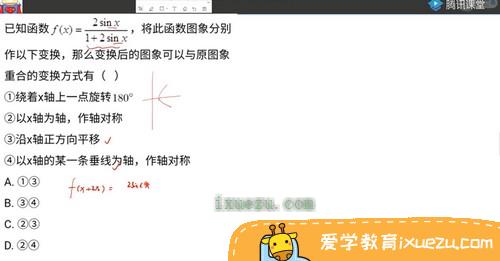 腾讯课堂
已知函数 f(x) = 2 sin x / 1 + 2 sin x ，将此函数图象分别
作以下变换，那么变换后的图象可以与原图象
重合的变换方式有（ ）
①绕着x轴上一点旋转180°
②以x轴为轴，作轴对称
③沿x轴正方向平移
④以x轴的某一条垂线为轴，作轴对称
A. ①③
B. ③④
C. ②③
D. ②④
f(x+2π) =
ixuezu.com
爱学教育ixuezu.com